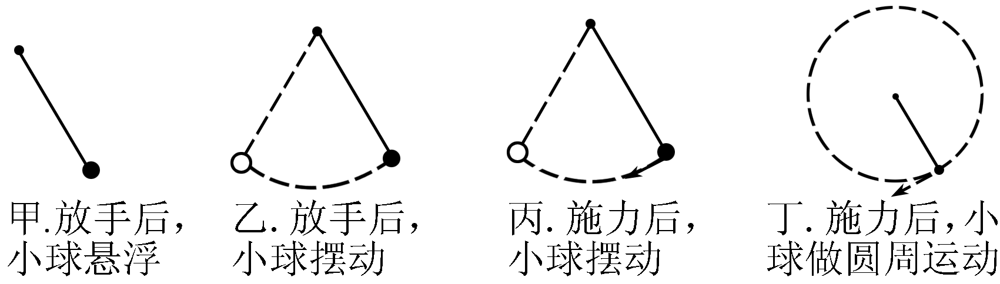 甲.放手后，
小球悬浮
乙.放手后，
小球摆动
丙.施力后，
小球摆动
丁.施力后，小
球做圆周运动